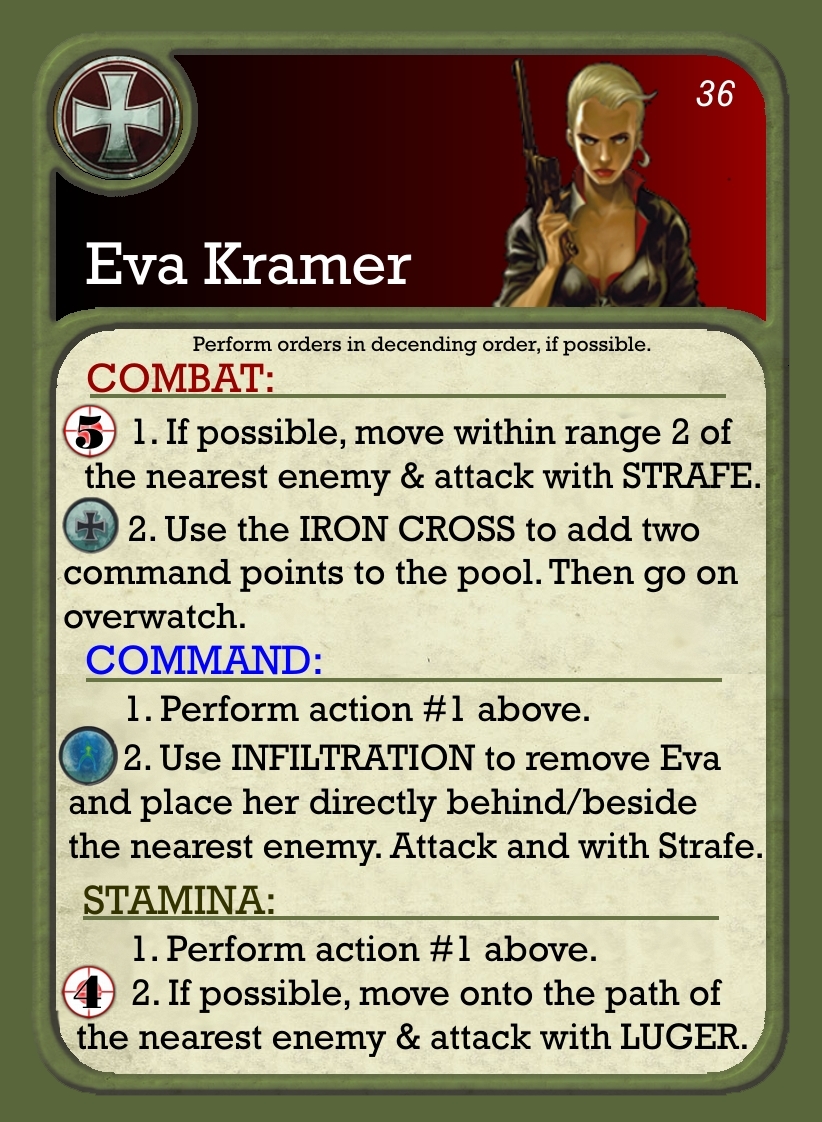 36
Eva Kramer
Perform orders in decending order, if possible.
COMBAT:
5 1. If possible, move within range 2 of
the nearest enemy & attack with STRAFE.
2. Use the IRON CROSS to add two
command points to the pool. Then go on
overwatch.
COMMAND:
1. Perform action #1 above.
2. Use INFILTRATION to remove Eva
and place her directly behind/beside
the nearest enemy. Attack and with Strafe.
STAMINA:
1. Perform action #1 above.
4 2. If possible, move onto the path of
the nearest enemy & attack with LUGER.